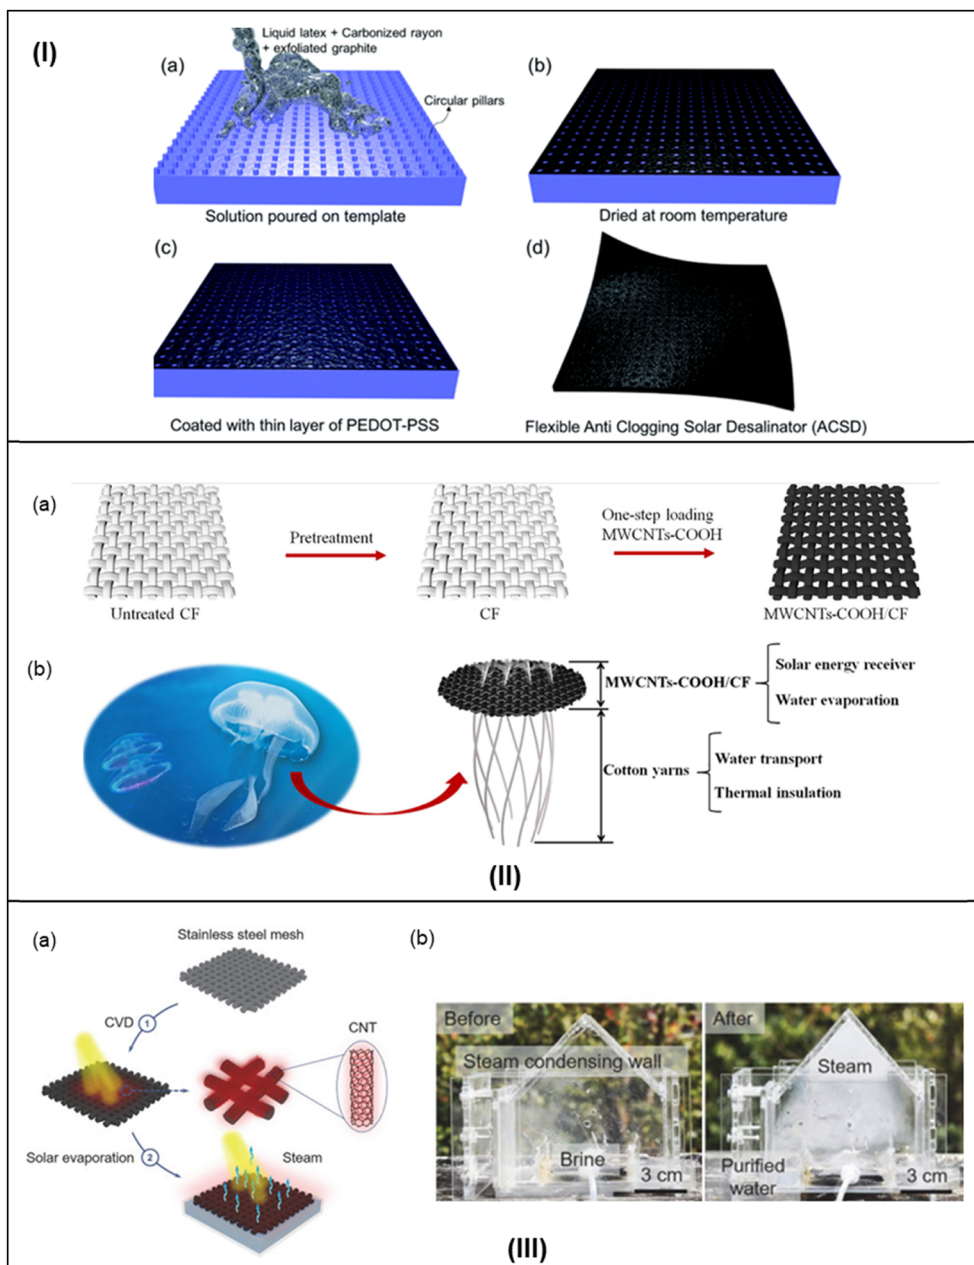 (I)
Liquid latex + Carbonized rayon
+ exfoliated graphite
(a)
Circular pillars
Solution poured on template
(b)
Dried at room temperature
(c)
Coated with thin layer of PEDOT-PSS
(d)
Flexible Anti Clogging Solar Desalinator (ACSD)
(a)
Untreated CF
Pretreatment
CF
One-step loading
MWCNTs-COOH
MWCNTs-COOH/CF
(b)
MWCNTs-COOH/CF
Solar energy receiver
Water evaporation
Cotton yarns
Water transport
Thermal insulation
(II)
(a)
Stainless steel mesh
CVD
1
CNT
Solar evaporation
2
Steam
(b)
Before
Steam condensing wall
Brine
3 cm
After
Steam
Purified
water
3 cm
(III)